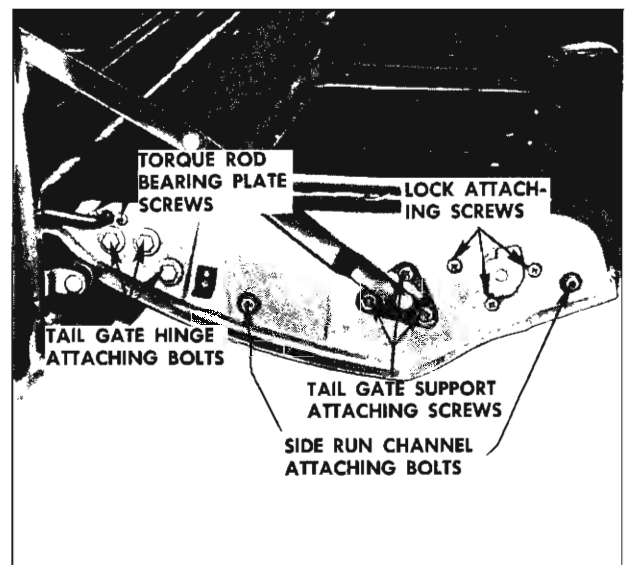 TORQUE ROD
BEARING PLATE
SCREWS
LOCK ATTACH-
ING SCREWS
TAIL GATE HINGE
ATTACHING BOLTS
TAIL GATE SUPPORT
ATTACHING SCREWS
SIDE RUN CHANNEL
ATTACHING BOLTS